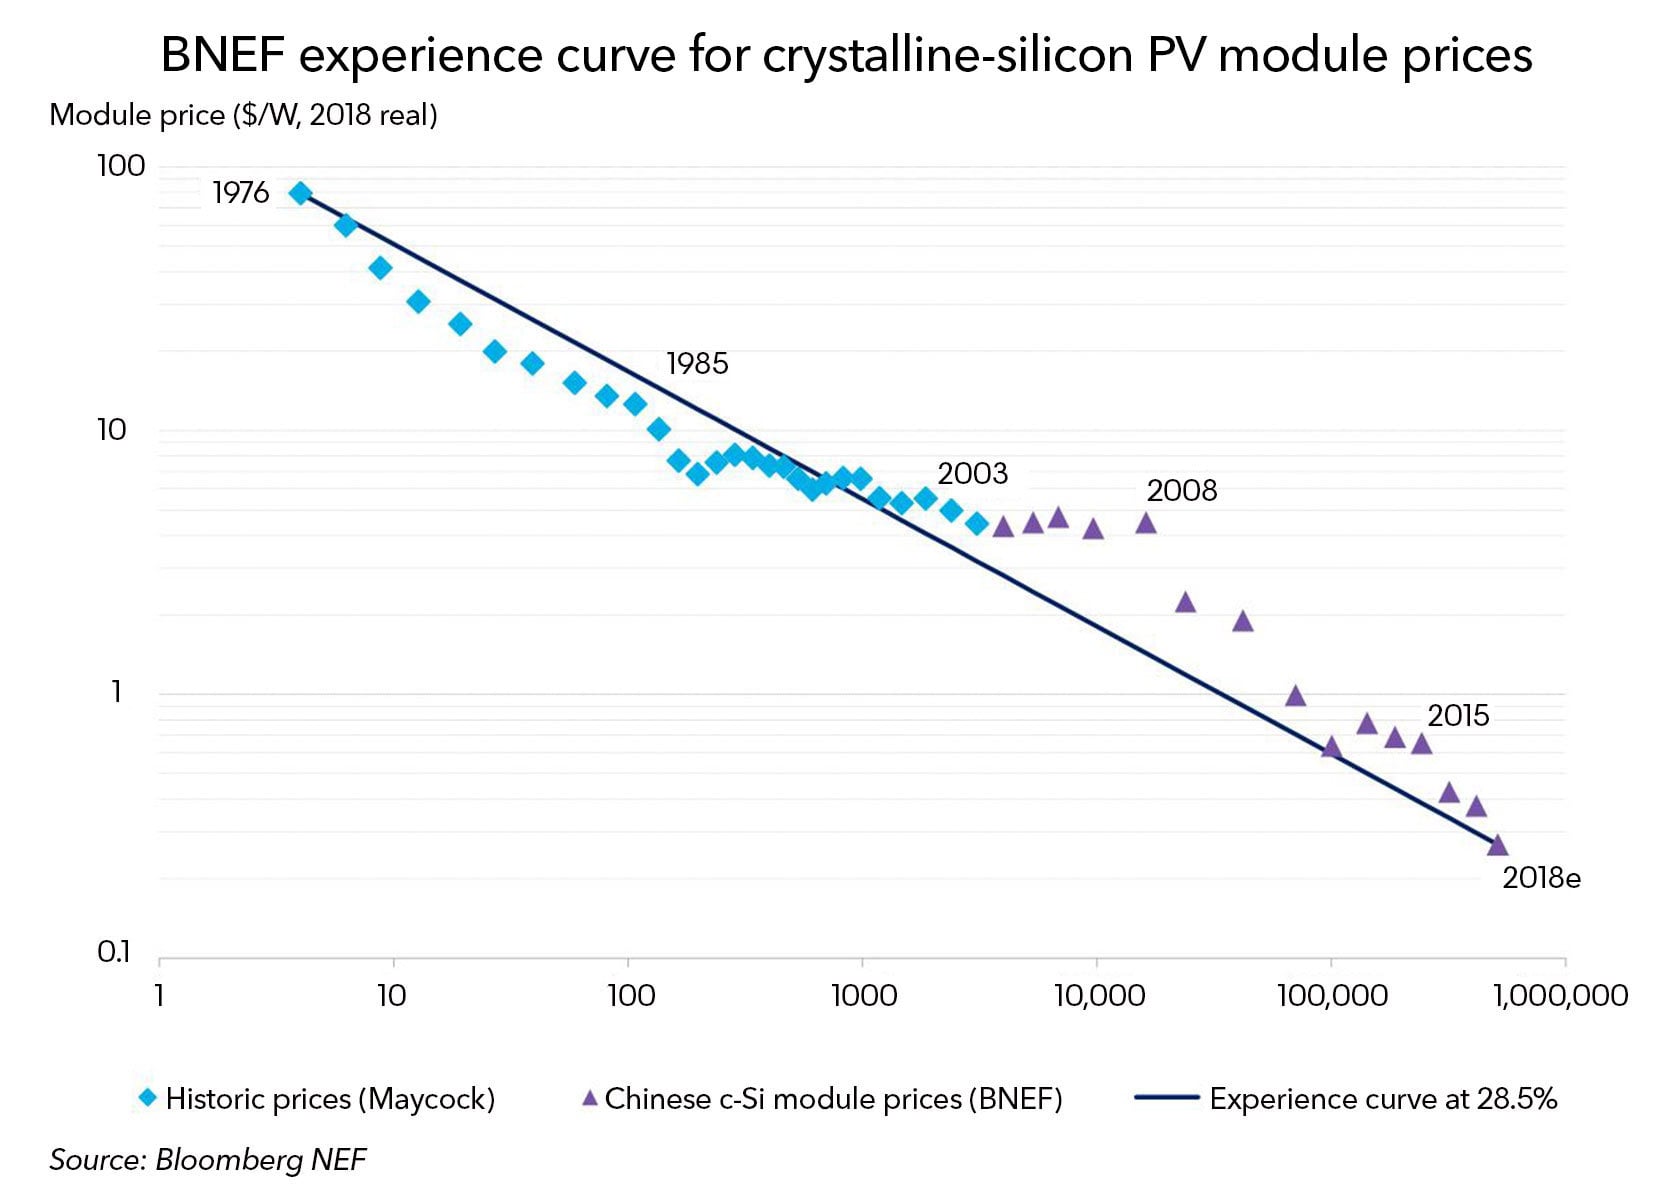 BNEF experience curve for crystalline-silicon PV module prices
Module price ($/W, 2018 real)
100
1976
1985
10
2003
2008
1
2015
2018e
0.1
1 10 100 1000 10,000 100,000 1,000,000
Historic prices (Maycock) Chinese c-Si module prices (BNEF) Experience curve at 28.5%
Source: Bloomberg NEF